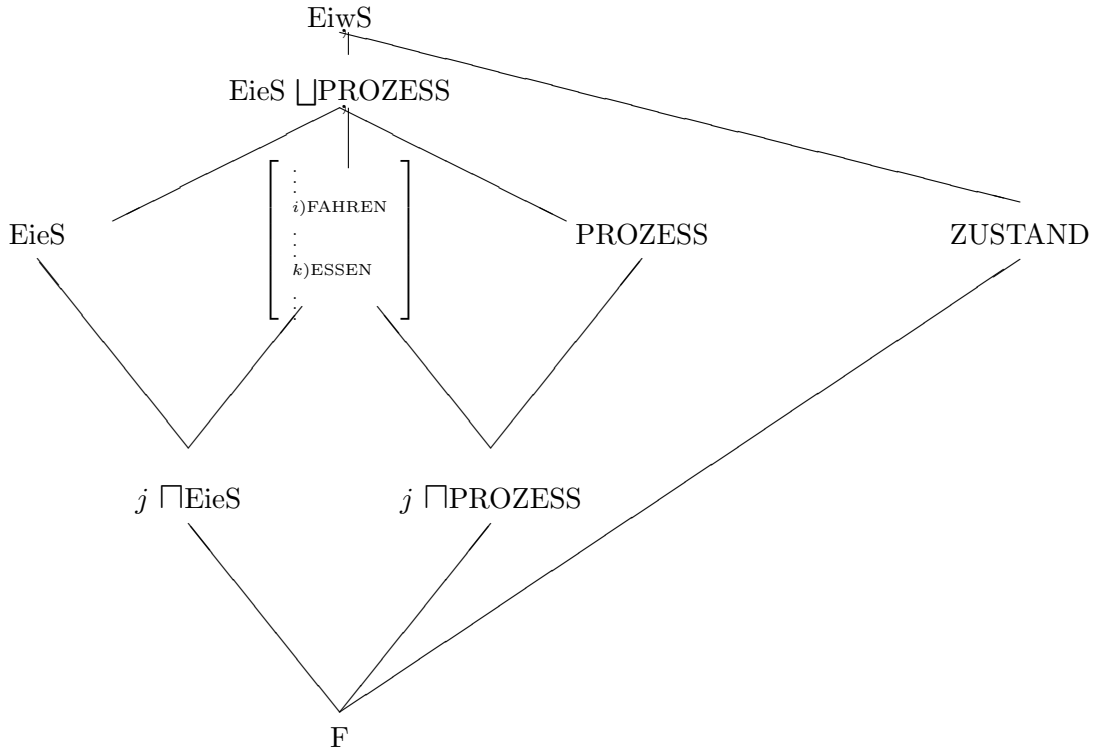 EiwS
EieS ⊔PROZESS
EieS
i)FAHREN
k)ESSEN
PROZESS
ZUSTAND
j ⊓EieS
j ⊓PROZESS
F